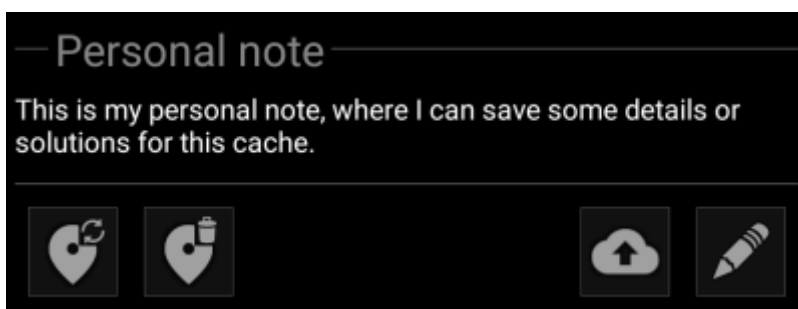 Personal note
This is my personal note, where I can save some details or
solutions for this cache.